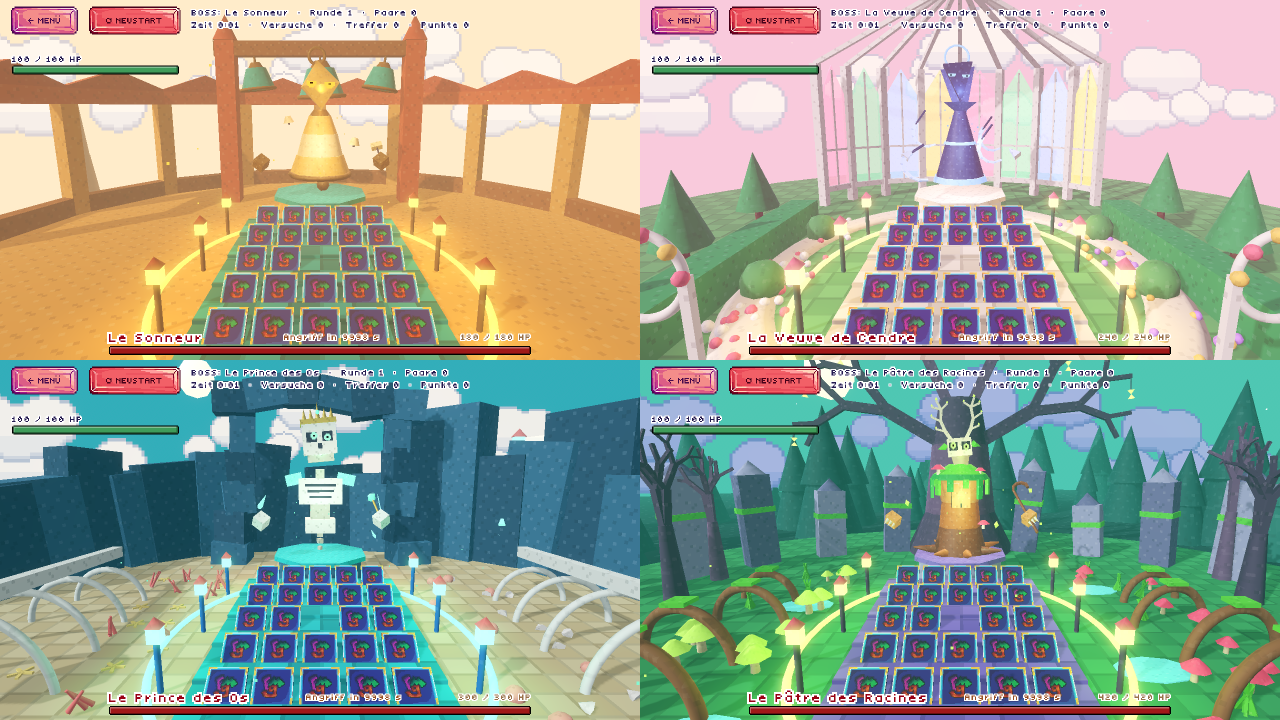 ← MENÜ
↻ NEUSTART
BOSS: Le Sonneur · Runde 1 · Paare 0
Zeit 0:01 · Versuche 0 · Treffer 0 · Punkte 0
100 / 100 HP
Le Sonneur
Angriff in 9998 s
180 / 180 HP
← MENÜ
↻ NEUSTART
BOSS: La Veuve de Cendre · Runde 1 · Paare 0
Zeit 0:01 · Versuche 0 · Treffer 0 · Punkte 0
100 / 100 HP
La Veuve de Cendre
Angriff in 9998 s
240 / 240 HP
← MENÜ
↻ NEUSTART
BOSS: Le Prince des Os · Runde 1 · Paare 0
Zeit 0:01 · Versuche 0 · Treffer 0 · Punkte 0
100 / 100 HP
Le Prince des Os
Angriff in 9998 s
300 / 300 HP
← MENÜ
↻ NEUSTART
BOSS: Le Pâtre des Racines · Runde 1 · Paare 0
Zeit 0:01 · Versuche 0 · Treffer 0 · Punkte 0
100 / 100 HP
Le Pâtre des Racines
Angriff in 9998 s
420 / 420 HP